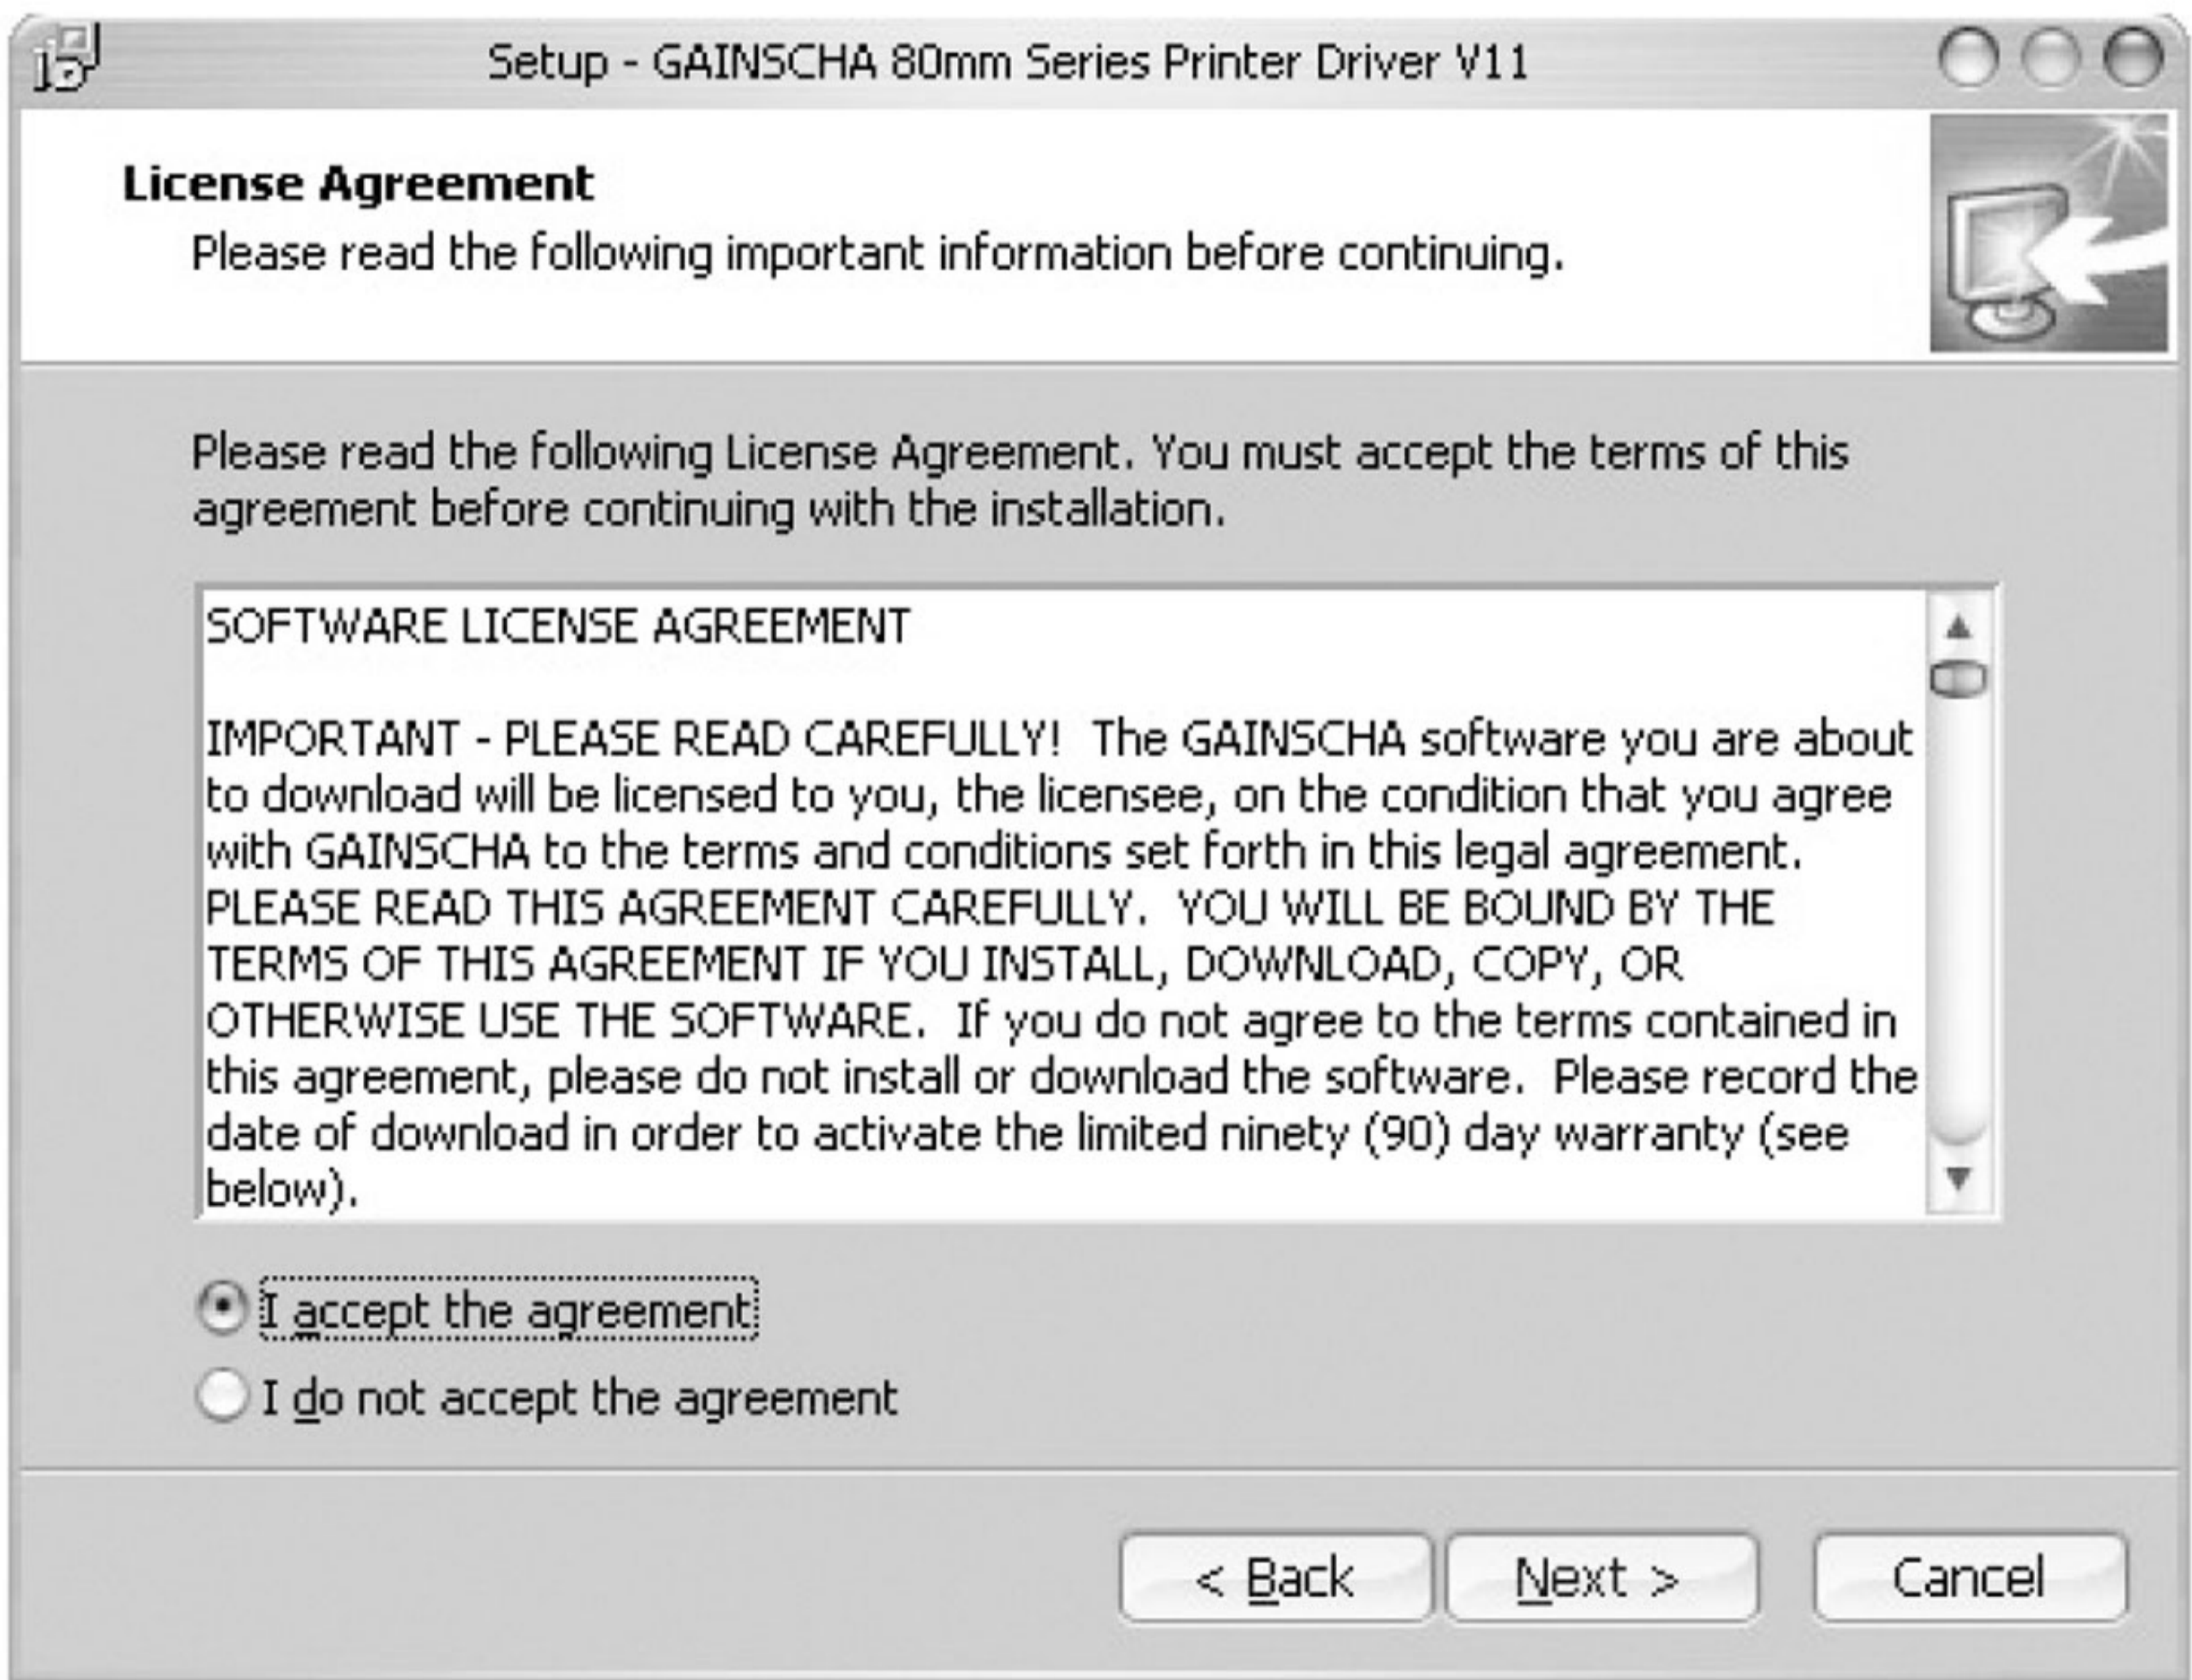 Setup - GAINSCHA 80mm Series Printer Driver V11
License Agreement
Please read the following important information before continuing.
Please read the following License Agreement. You must accept the terms of this
agreement before continuing with the installation.
SOFTWARE LICENSE AGREEMENT
IMPORTANT - PLEASE READ CAREFULLY!  The GAINSCHA software you are about
to download will be licensed to you, the licensee, on the condition that you agree
with GAINSCHA to the terms and conditions set forth in this legal agreement.
PLEASE READ THIS AGREEMENT CAREFULLY.  YOU WILL BE BOUND BY THE
TERMS OF THIS AGREEMENT IF YOU INSTALL, DOWNLOAD, COPY, OR
OTHERWISE USE THE SOFTWARE.  If you do not agree to the terms contained in
this agreement, please do not install or download the software.  Please record the
date of download in order to activate the limited ninety (90) day warranty (see
below).
I accept the agreement
I do not accept the agreement
< Back
Next >
Cancel